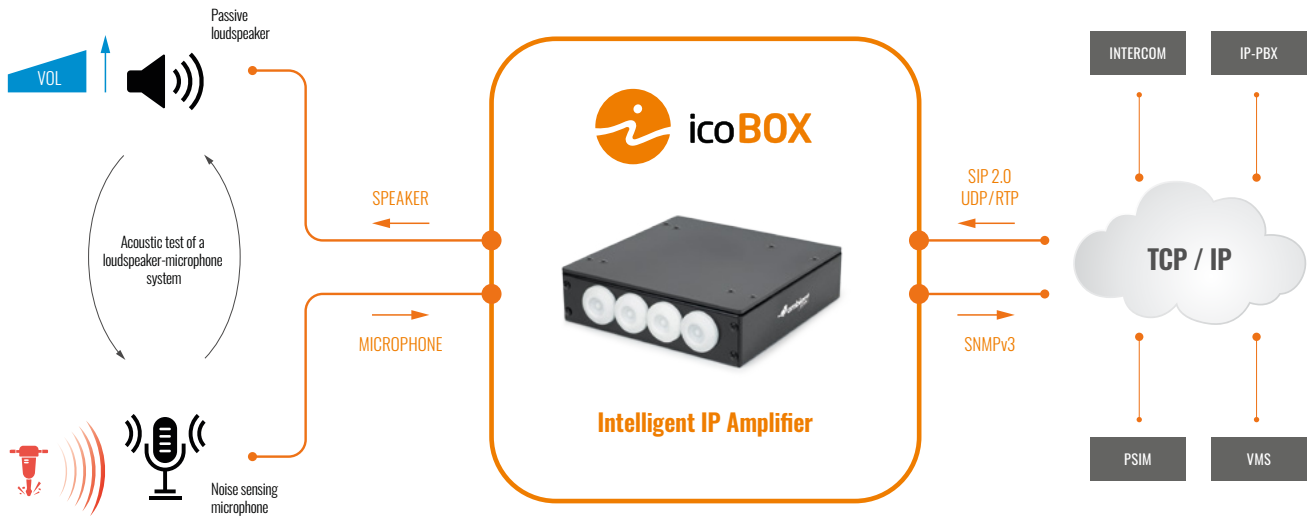 Passive
loudspeaker
VOL
Acoustic test of a
loudspeaker-microphone
system
Noise sensing
microphone
SPEAKER
MICROPHONE
icoBOX
ambient
Intelligent IP Amplifier
SIP 2.0
UDP/RTP
SNMPv3
INTERCOM
IP-PBX
TCP / IP
PSIM
VMS